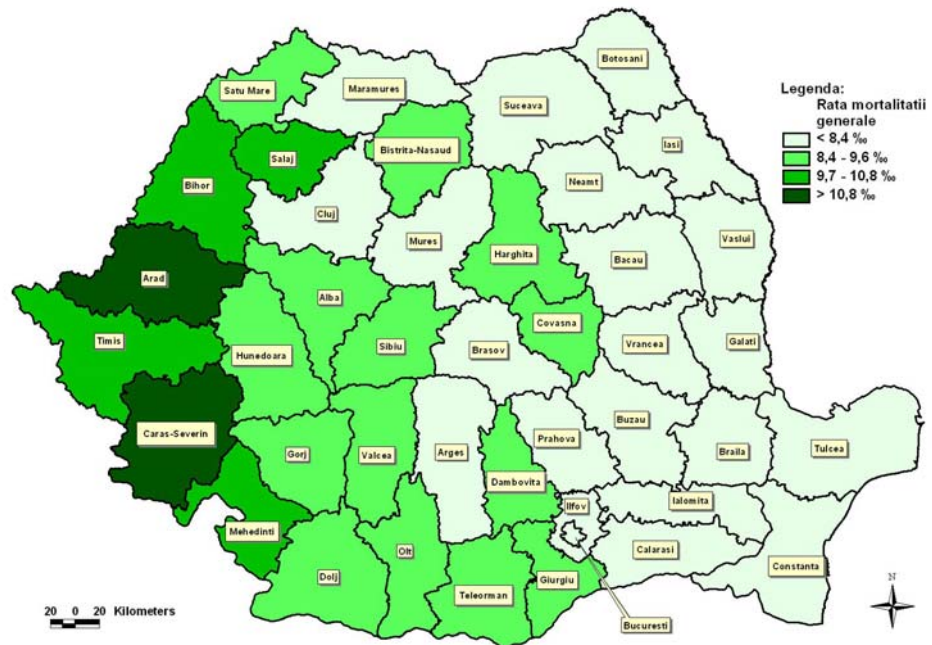 Botosani
Satu Mare
Maramures
Suceava
Legenda:
Rata mortalitatii
generale
< 8,4 ‰
8,4 - 9,6 ‰
9,7 - 10,8 ‰
> 10,8 ‰
Iasi
Bistrita-Nasaud
Salaj
Bihor
Neamt
Cluj
Mures
Vaslui
Harghita
Bacau
Arad
Alba
Covasna
Timis
Sibiu
Hunedoara
Brasov
Vrancea
Galati
Caras-Severin
Buzau
Prahova
Gorj
Valcea
Arges
Braila
Tulcea
Dambovita
Ilfov
Ialomita
Mehedinti
Olt
Calarasi
Constanta
Dolj
Giurgiu
Teleorman
N
20 0 20 Kilometers
Bucuresti